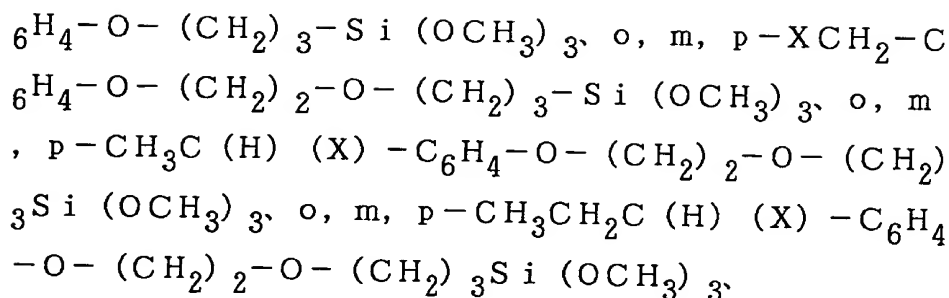 ₆H₄−O−（CH₂）₃−Si（OCH₃）₃、o，m，p−XCH₂−C
₆H₄−O−（CH₂）₂−O−（CH₂）₃−Si（OCH₃）₃、o，m
，p−CH₃C（H）（X）−C₆H₄−O−（CH₂）₂−O−（CH₂）
₃Si（OCH₃）₃、o，m，p−CH₃CH₂C（H）（X）−C₆H₄
−O−（CH₂）₂−O−（CH₂）₃Si（OCH₃）₃、